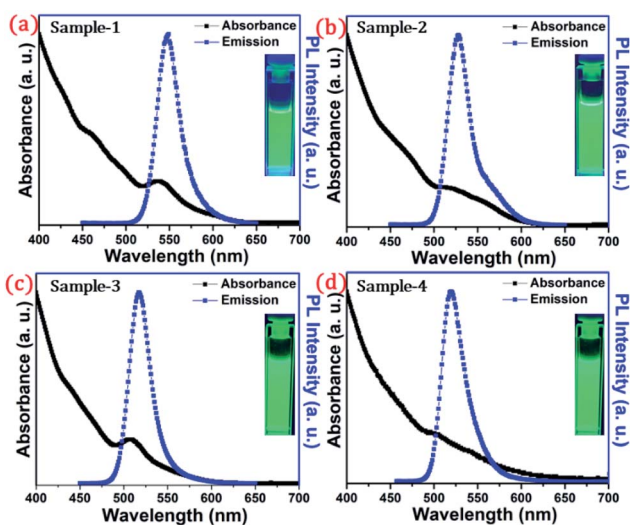 (a) Sample-1
Absorbance
Emission
Absorbance (a. u.)
PL Intensity (a. u.)
400 450 500 550 600 650 700
Wavelength (nm)
(b) Sample-2
Absorbance
Emission
Absorbance (a. u.)
PL Intensity (a. u.)
400 450 500 550 600 650 700
Wavelength (nm)
(c) Sample-3
Absorbance
Emission
Absorbance (a. u.)
PL Intensity (a. u.)
400 450 500 550 600 650 700
Wavelength (nm)
(d) Sample-4
Absorbance
Emission
Absorbance (a. u.)
PL Intensity (a. u.)
400 450 500 550 600 650 700
Wavelength (nm)